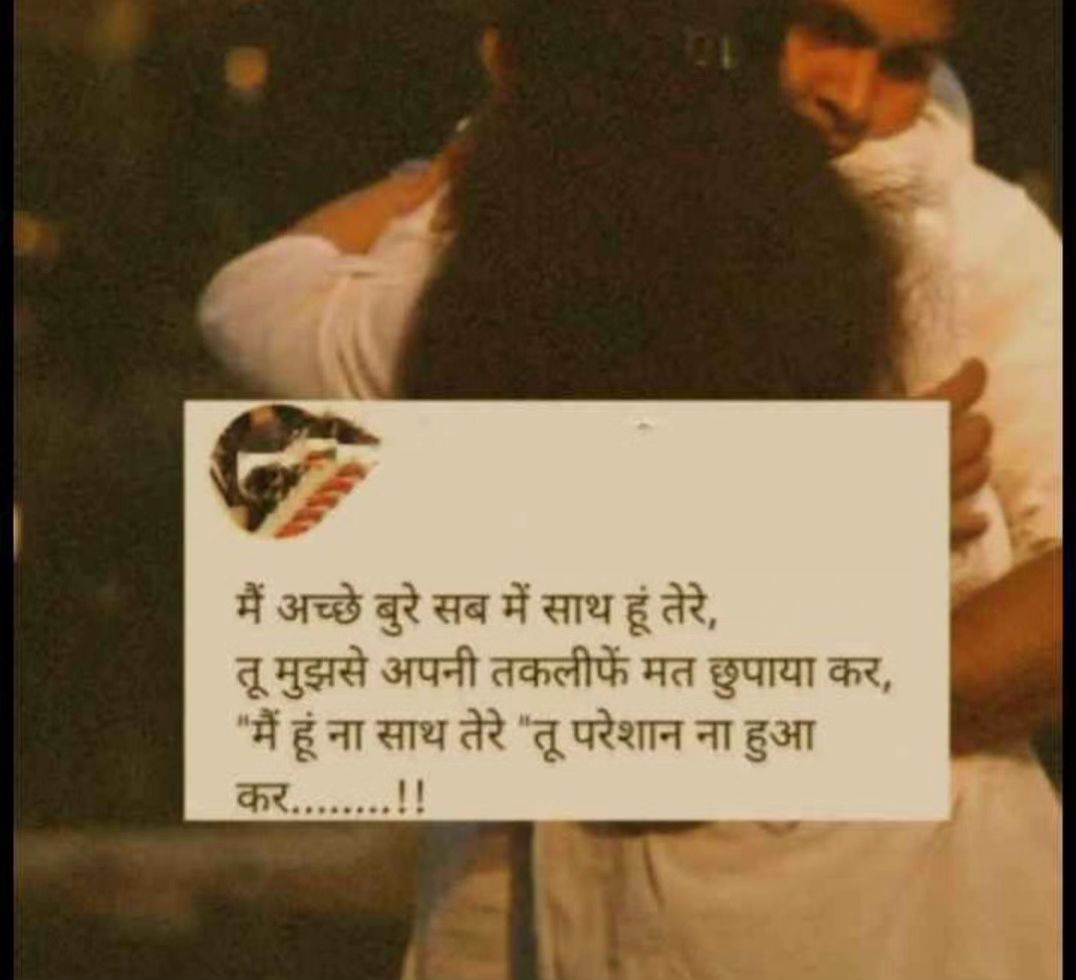 मैं अच्छे बुरे सब में साथ हूं तेरे,
तू मुझसे अपनी तकलीफें मत छुपाया कर,
"मैं हूं ना साथ तेरे "तू परेशान ना हुआ
कर........!!